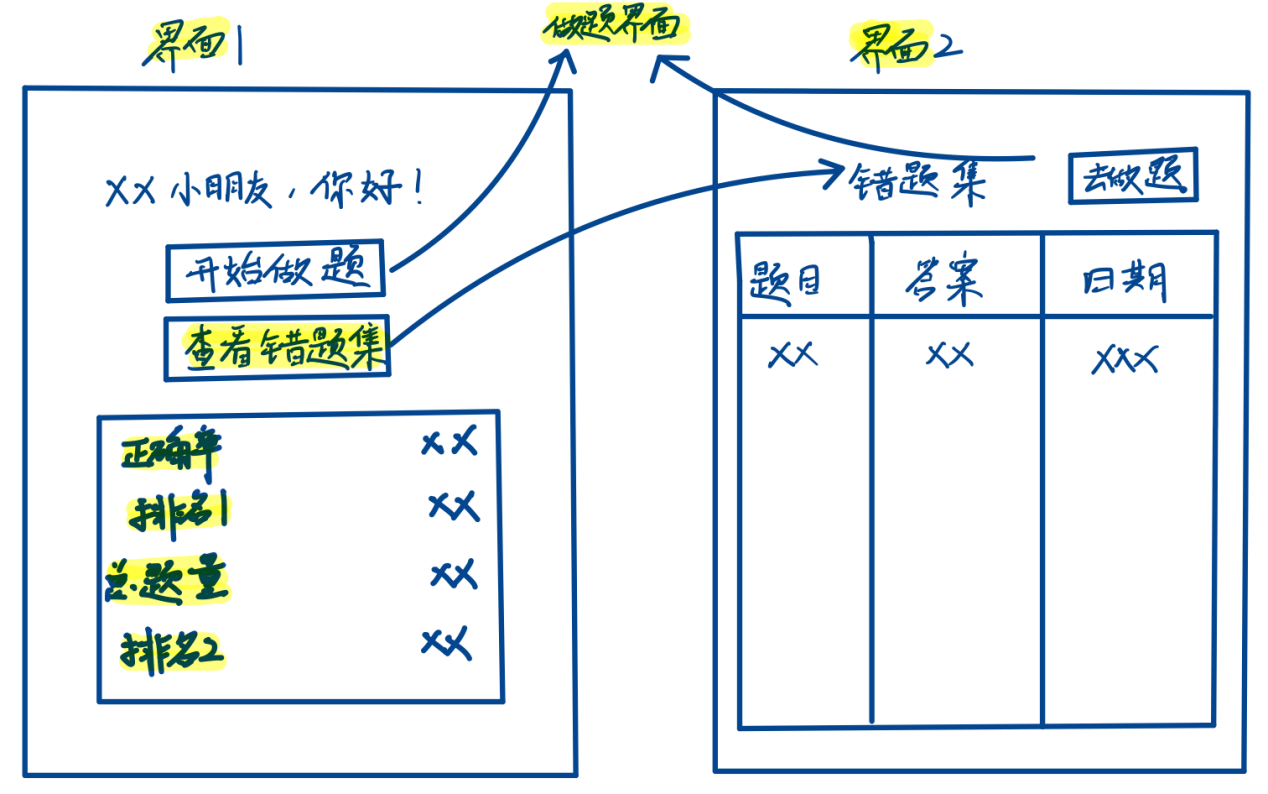 做题界面
界面1
XX 小朋友，你好！
开始做题
查看错题集
正确率 XX
排名1 XX
总题量 XX
排名2 XX
界面2
错题集 去做题
题目 答案 日期
XX XX XXX